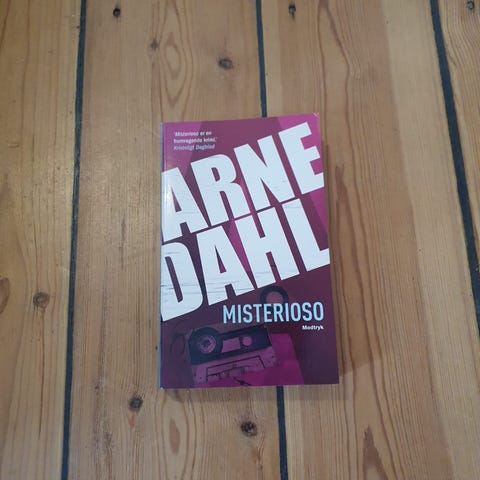 'Misterioso er en
fremragende krimi.'
Kristeligt Dagblad
ARNE
DAHL
MISTERIOSO
Modtryk